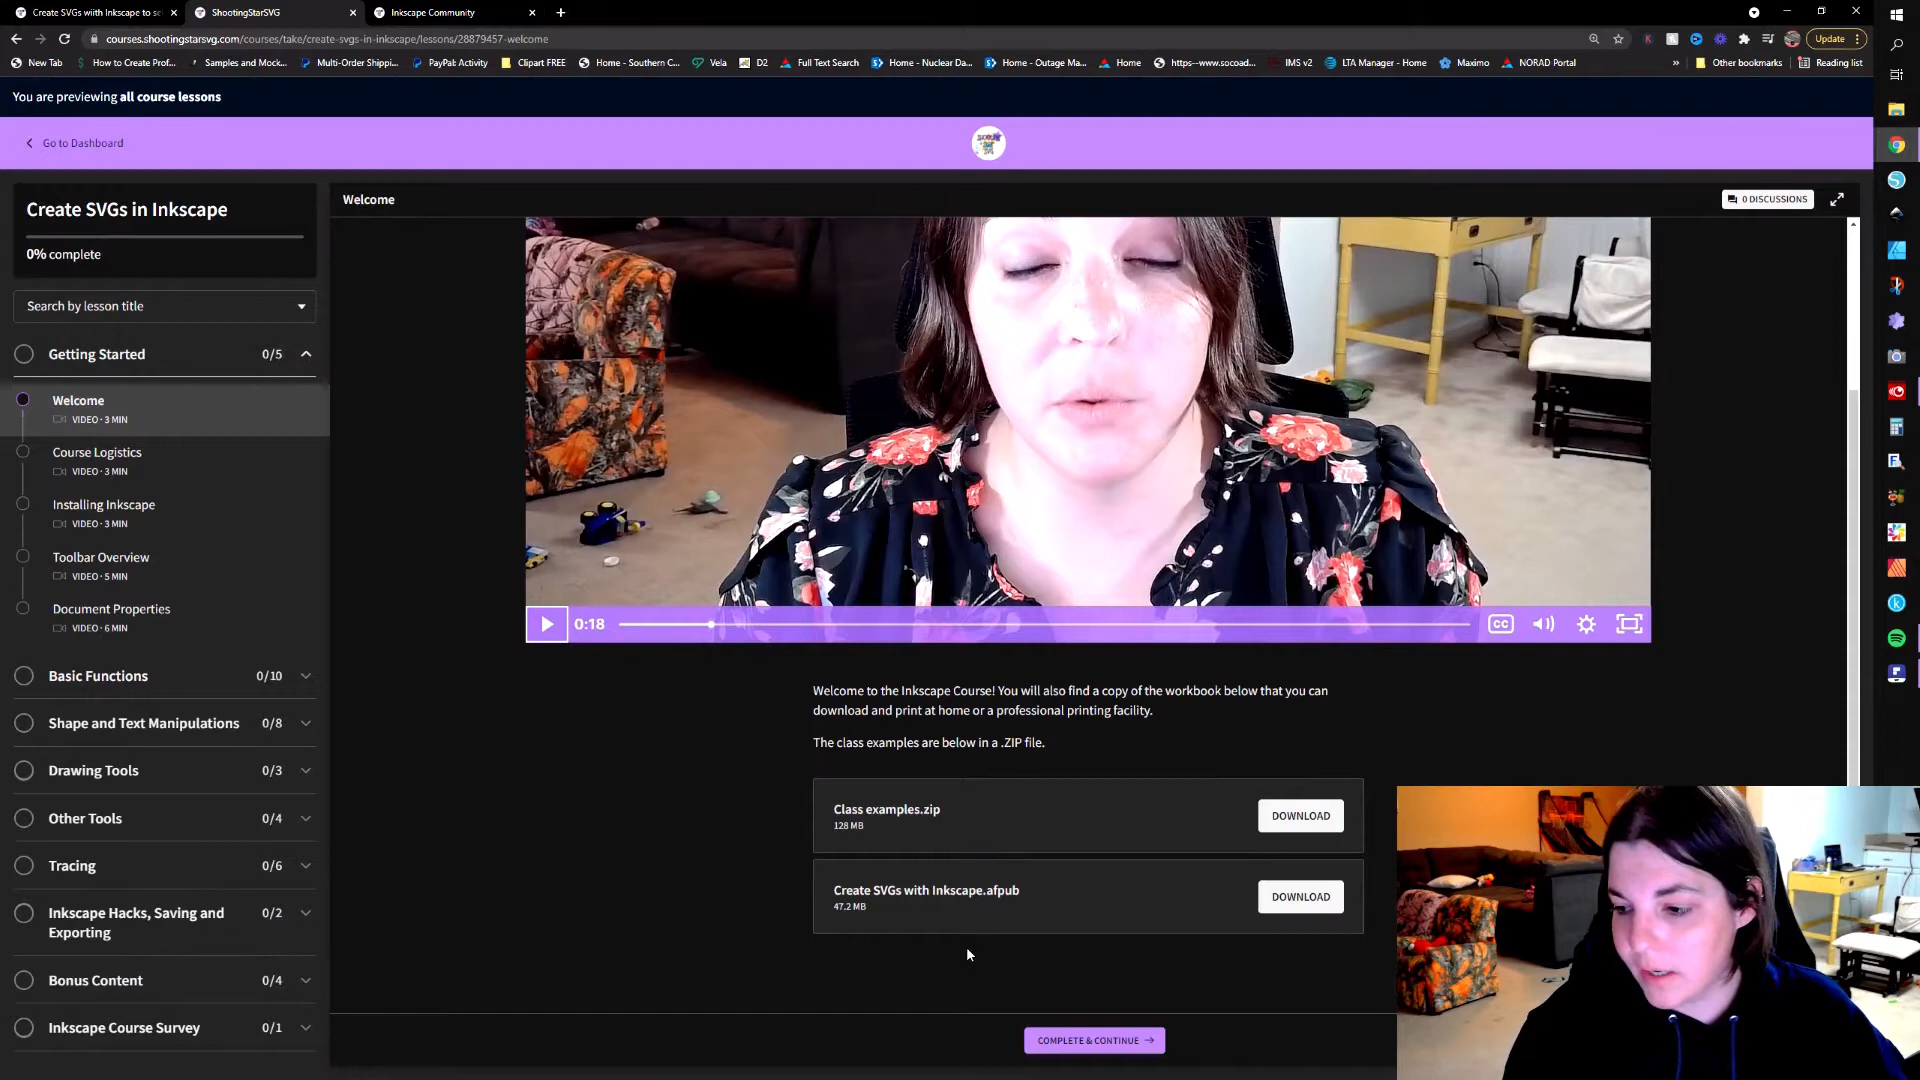 Create SVGs wiith Inkscape to se
ShootingStarSVG
Inkscape Community
courses.shootingstarsvg.com/courses/take/create-svgs-in-inkscape/lessons/28879457-welcome
Update
New Tab
How to Create Prof...
Samples and Mock...
Multi-Order Shippi...
PayPal: Activity
Clipart FREE
Home - Southern C...
Vela
D2
Full Text Search
Home - Nuclear Da...
Home - Outage Ma...
Home
https--www.socoad...
IMS v2
LTA Manager - Home
Maximo
NORAD Portal
»
Other bookmarks
Reading list
You are previewing all course lessons
Go to Dashboard
Create SVGs in Inkscape
0% complete
Search by lesson title
Getting Started 0/5
Welcome
VIDEO · 3 MIN
Course Logistics
VIDEO · 3 MIN
Installing Inkscape
VIDEO · 3 MIN
Toolbar Overview
VIDEO · 5 MIN
Document Properties
VIDEO · 6 MIN
Basic Functions 0/10
Shape and Text Manipulations 0/8
Drawing Tools 0/3
Other Tools 0/4
Tracing 0/6
Inkscape Hacks, Saving and 0/2
Exporting
Bonus Content 0/4
Inkscape Course Survey 0/1
Welcome
0 DISCUSSIONS
0:18
CC
Welcome to the Inkscape Course! You will also find a copy of the workbook below that you can
download and print at home or a professional printing facility.
The class examples are below in a .ZIP file.
Class examples.zip
128 MB
DOWNLOAD
Create SVGs with Inkscape.afpub
47.2 MB
DOWNLOAD
COMPLETE & CONTINUE →